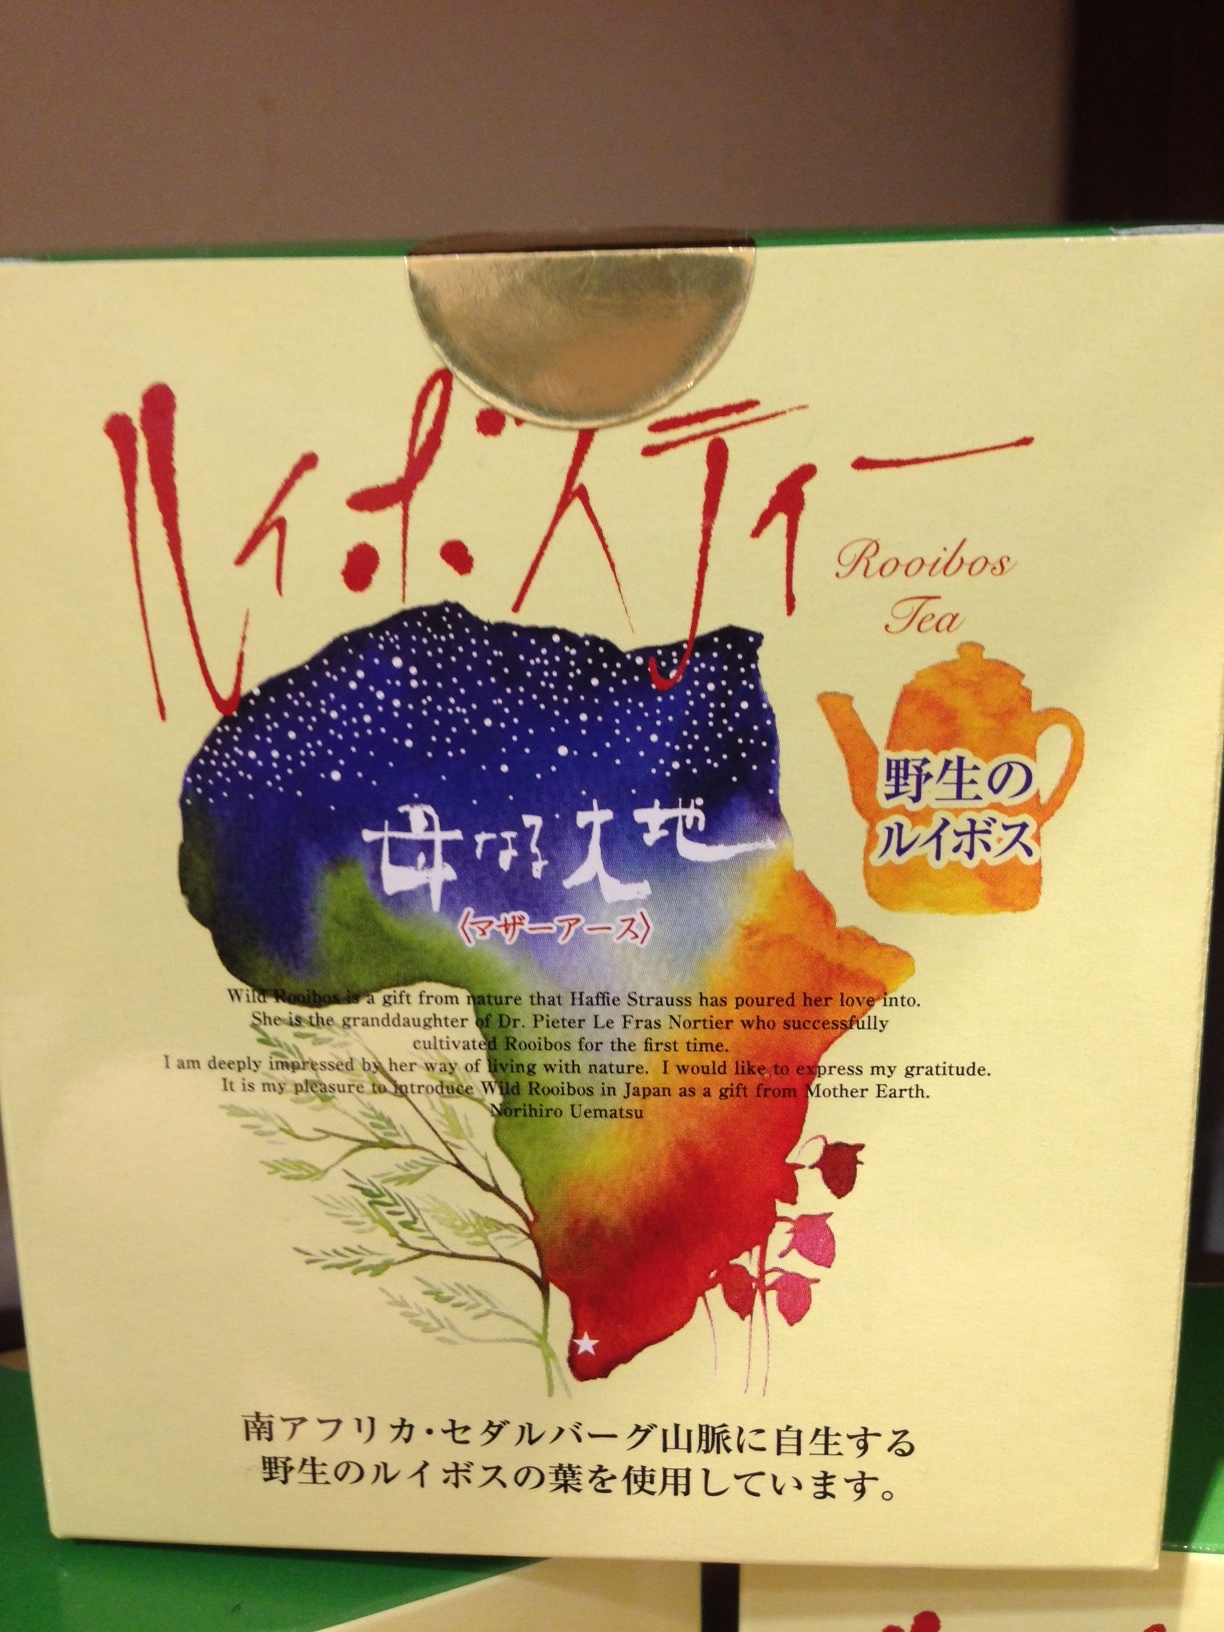 ルイボスティー
Rooibos
Tea
野生の
ルイボス
母なる大地
〈マザーアース〉
Wild Rooibos is a gift from nature that Haffie Strauss has poured her love into.
She is the granddaughter of Dr. Pieter Le Fras Nortier who successfully
cultivated Rooibos for the first time.
I am deeply impressed by her way of living with nature. I would like to express my gratitude.
It is my pleasure to introduce Wild Rooibos in Japan as a gift from Mother Earth.
Norihiro Uematsu
南アフリカ・セダルバーグ山脈に自生する
野生のルイボスの葉を使用しています。